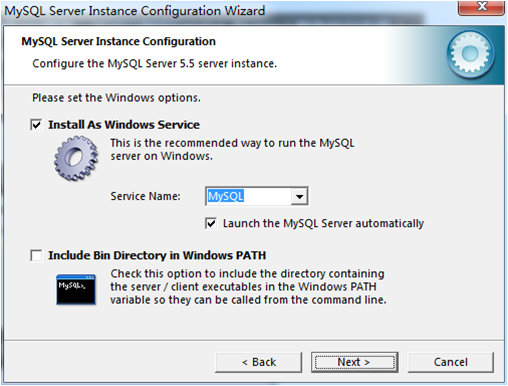 MySQL Server Instance Configuration Wizard
MySQL Server Instance Configuration
Configure the MySQL Server 5.5 server instance.
Please set the Windows options.
Install As Windows Service
This is the recommended way to run the MySQL
server on Windows.
Service Name: MySQL
Launch the MySQL Server automatically
Include Bin Directory in Windows PATH
Check this option to include the directory containing
the server / client executables in the Windows PATH
variable so they can be called from the command line.
MySQL>_
< Back Next > Cancel